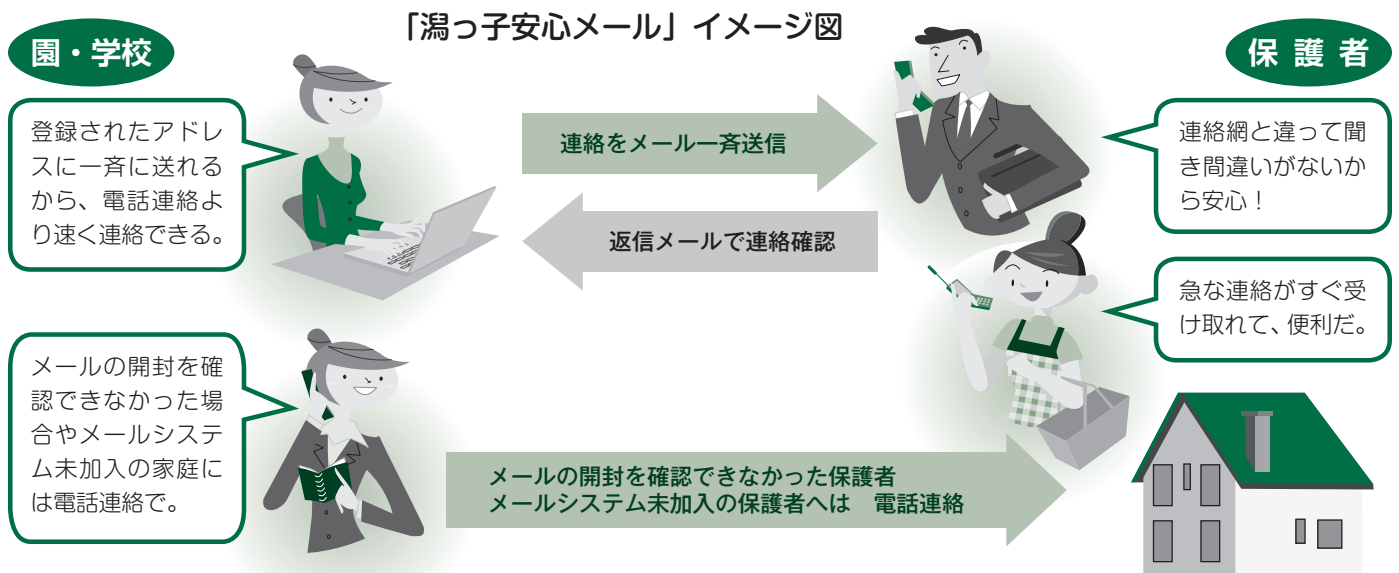 「潟っ子安心メール」イメージ図
園・学校
登録されたアドレ
スに一斉に送れる
から、電話連絡よ
り速く連絡できる。
連絡をメール一斉送信
返信メールで連絡確認
保護者
連絡網と違って聞
き間違いがないか
ら安心！
急な連絡がすぐ受
け取れて、便利だ。
メールの開封を確
認できなかった場
合やメールシステ
ム未加入の家庭に
は電話連絡で。
メールの開封を確認できなかった保護者
メールシステム未加入の保護者へは　電話連絡